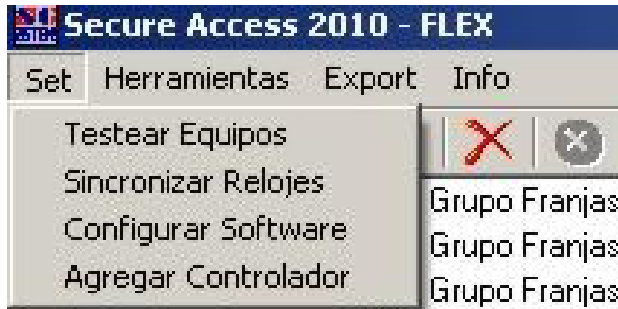 Secure Access 2010 - FLEX
Set Herramientas Export Info
Testear Equipos
Sincronizar Relojes
Configurar Software
Agregar Controlador
Grupo Franjas
Grupo Franjas
Grupo Franjas